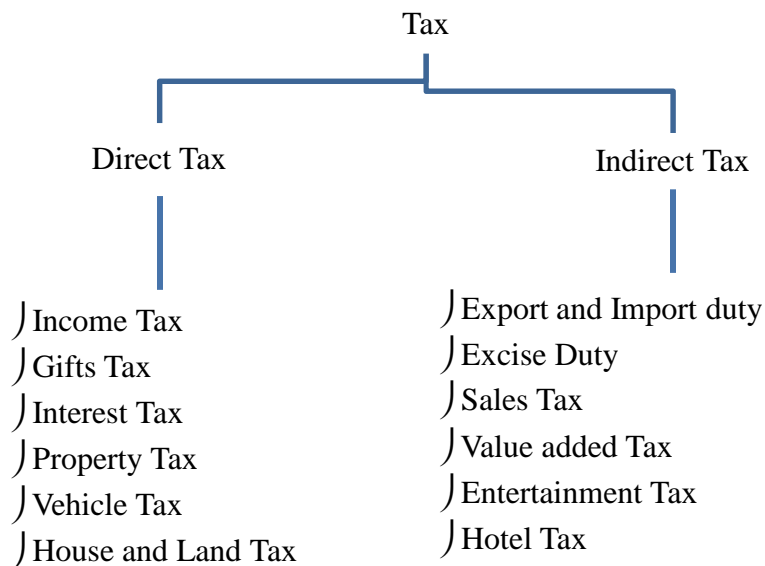 Tax
Direct Tax
Indirect Tax
Income Tax
Gifts Tax
Interest Tax
Property Tax
Vehicle Tax
House and Land Tax
Export and Import duty
Excise Duty
Sales Tax
Value added Tax
Entertainment Tax
Hotel Tax